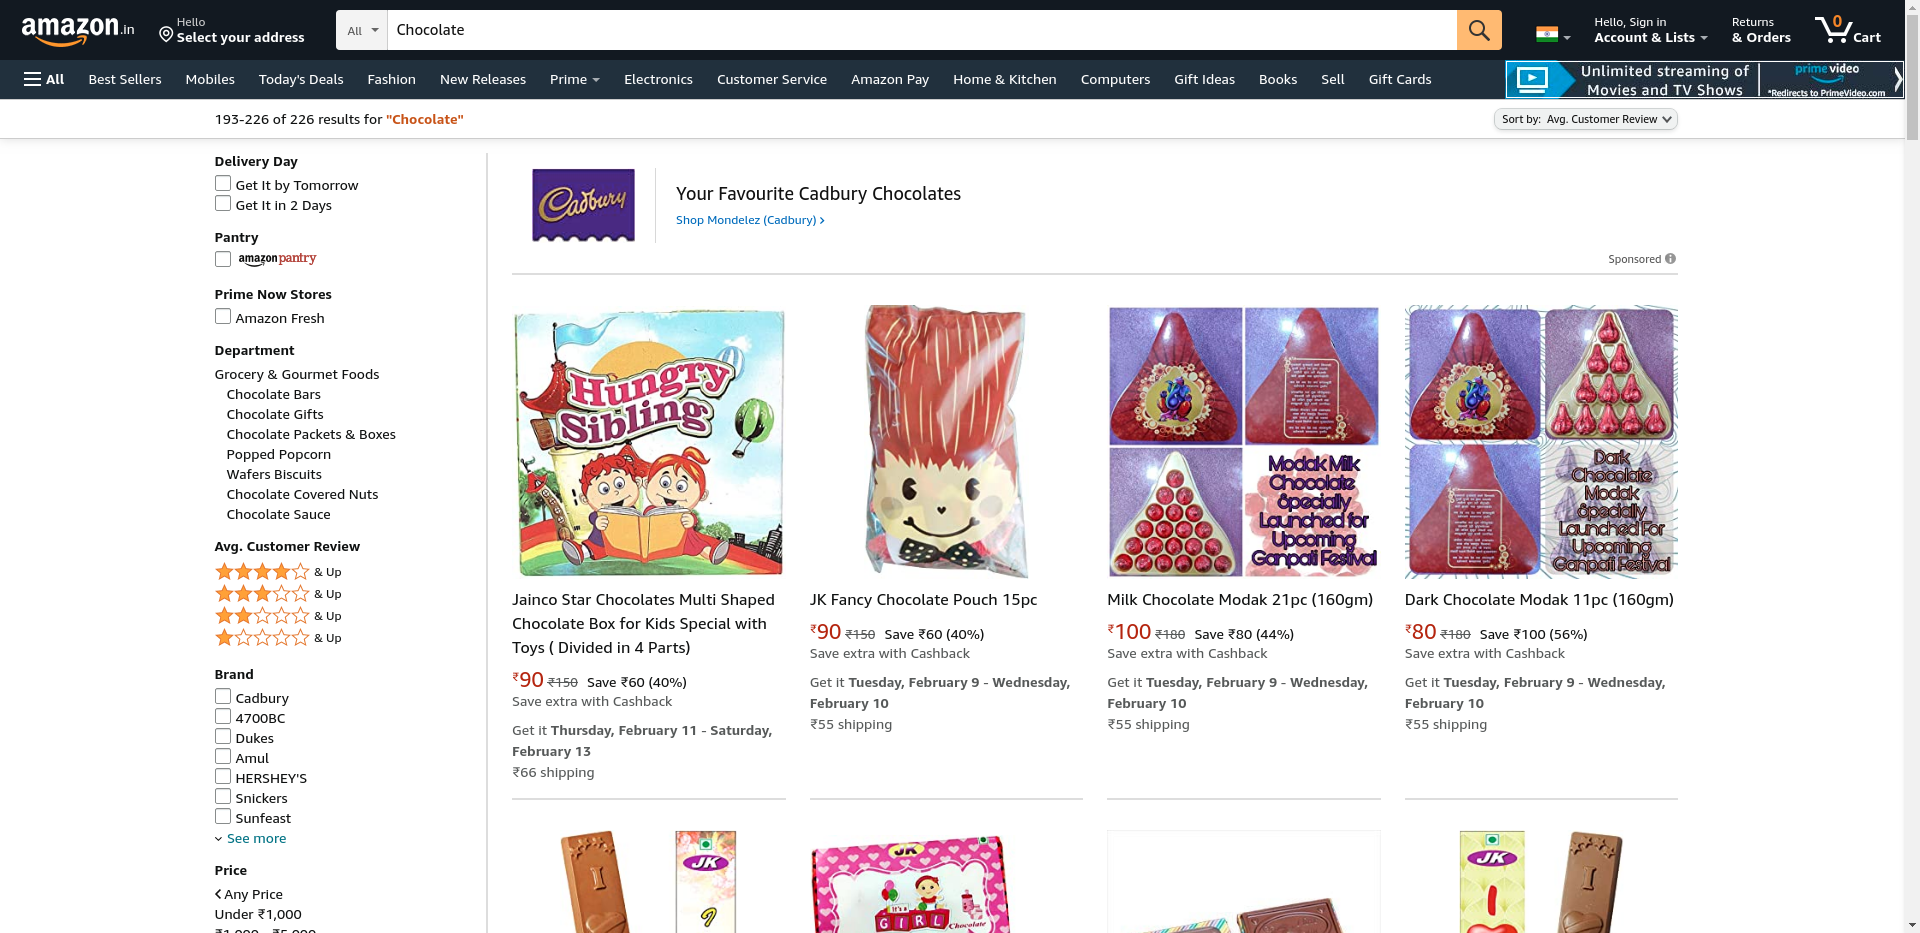 amazon.in
Hello
Select your address
All
Chocolate
Hello, Sign in
Account & Lists
Returns
& Orders
0
Cart
All
Best Sellers
Mobiles
Today's Deals
Fashion
New Releases
Prime
Electronics
Customer Service
Amazon Pay
Home & Kitchen
Computers
Gift Ideas
Books
Sell
Gift Cards
Unlimited streaming of
Movies and TV Shows
prime video
*Redirects to PrimeVideo.com
193-226 of 226 results for "Chocolate"
Sort by: Avg. Customer Review
Delivery Day
Get It by Tomorrow
Get It in 2 Days
Pantry
amazon pantry
Prime Now Stores
Amazon Fresh
Department
Grocery & Gourmet Foods
Chocolate Bars
Chocolate Gifts
Chocolate Packets & Boxes
Popped Popcorn
Wafers Biscuits
Chocolate Covered Nuts
Chocolate Sauce
Avg. Customer Review
& Up
& Up
& Up
& Up
Brand
Cadbury
4700BC
Dukes
Amul
HERSHEY'S
Snickers
Sunfeast
See more
Price
Any Price
Under ₹1,000
₹1,000 - ₹5,000
Cadbury
Your Favourite Cadbury Chocolates
Shop Mondelez (Cadbury) ›
Sponsored
Hungry
Sibling
Jainco Star Chocolates Multi Shaped
Chocolate Box for Kids Special with
Toys ( Divided in 4 Parts)
₹90 ₹150 Save ₹60 (40%)
Save extra with Cashback
Get it Thursday, February 11 - Saturday,
February 13
₹66 shipping
JK Fancy Chocolate Pouch 15pc
₹90 ₹150 Save ₹60 (40%)
Save extra with Cashback
Get it Tuesday, February 9 - Wednesday,
February 10
₹55 shipping
Modak Milk
Chocolate
Specially
Launched for
Upcoming
Ganpati Festival
Milk Chocolate Modak 21pc (160gm)
₹100 ₹180 Save ₹80 (44%)
Save extra with Cashback
Get it Tuesday, February 9 - Wednesday,
February 10
₹55 shipping
Dark
Chocolate
Modak
Specially
Launched For
Upcoming
Ganpati Festival
Dark Chocolate Modak 11pc (160gm)
₹80 ₹180 Save ₹100 (56%)
Save extra with Cashback
Get it Tuesday, February 9 - Wednesday,
February 10
₹55 shipping
I
JK
JK
It's a
GIRL
Chocolate
JK
I
I